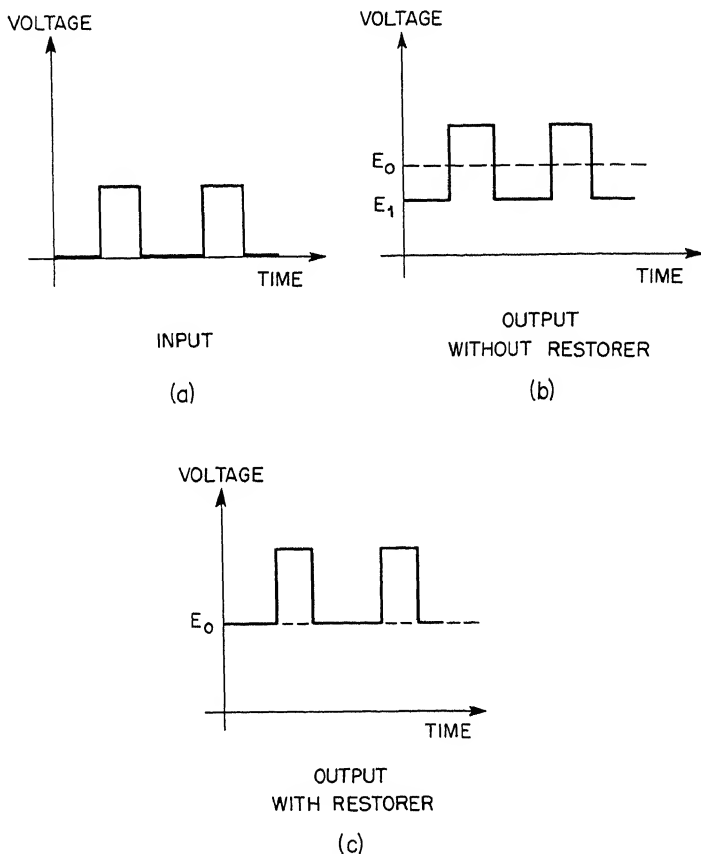 VOLTAGE
TIME
INPUT
(a)
VOLTAGE
E₀
E₁
TIME
OUTPUT
WITHOUT RESTORER
(b)
VOLTAGE
E₀
TIME
OUTPUT
WITH RESTORER
(c)